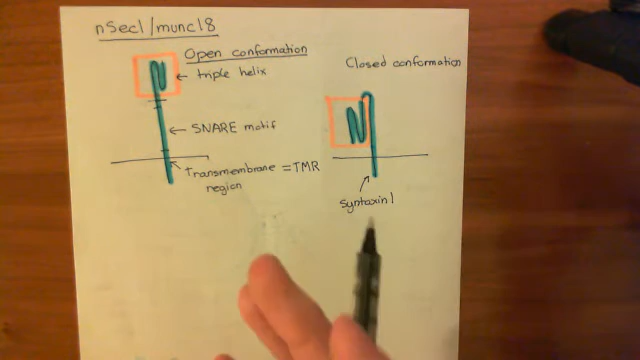 nSec1/munc18
Open conformation
triple helix
Closed conformation
SNARE motif
Transmembrane = TMR
region
Syntaxin 1